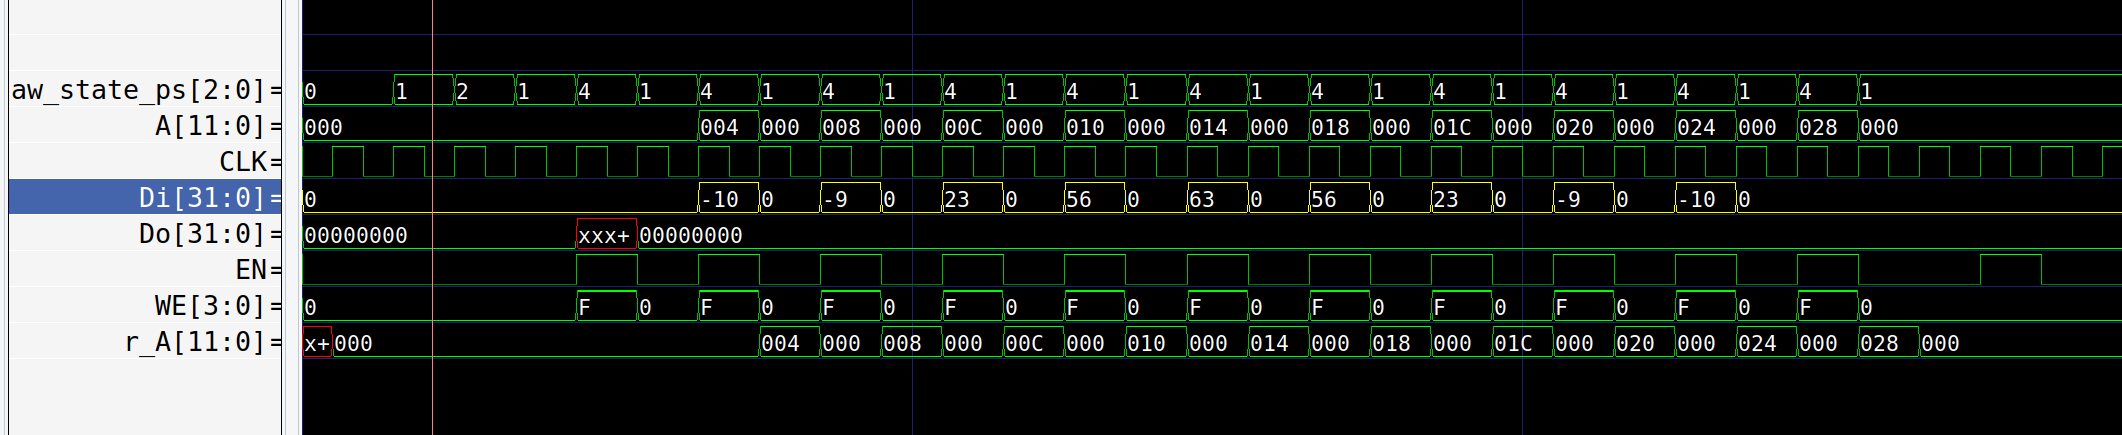 aw_state_ps[2:0]= 0 1 2 1 4 1 4 1 4 1 4 1 4 1 4 1 4 1 4 1 4 1 4 1 4 1
A[11:0]= 000 004 000 008 000 00C 000 010 000 014 000 018 000 01C 000 020 000 024 000 028 000
CLK=
Di[31:0]= 0 -10 0 -9 0 23 0 56 0 63 0 56 0 23 0 -9 0 -10 0
Do[31:0]= 00000000 xxx+ 00000000
EN=
WE[3:0]= 0 F 0 F 0 F 0 F 0 F 0 F 0 F 0 F 0 F 0 F 0 F 0
r_A[11:0]= x+ 000 004 000 008 000 00C 000 010 000 014 000 018 000 01C 000 020 000 024 000 028 000